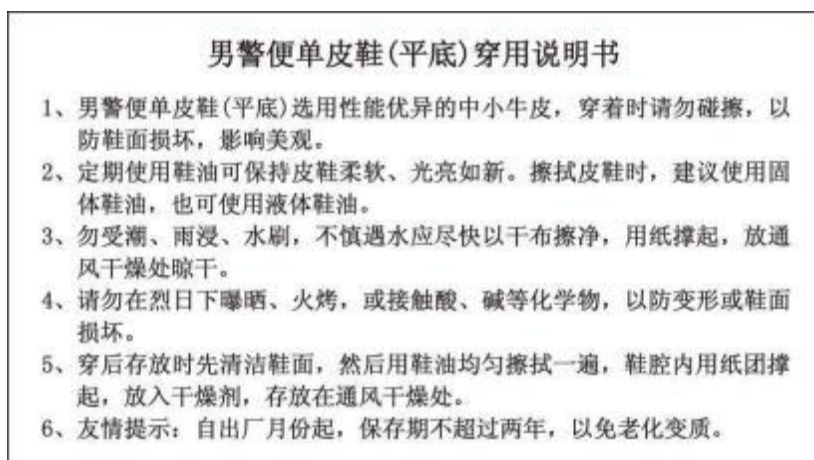 男警便单皮鞋(平底)穿用说明书
1、男警便单皮鞋(平底)选用性能优异的中小牛皮，穿着时请勿碰擦，以
防鞋面损坏，影响美观。
2、定期使用鞋油可保持皮鞋柔软、光亮如新。擦拭皮鞋时，建议使用固
体鞋油，也可使用液体鞋油。
3、勿受潮、雨浸、水刷，不慎遇水应尽快以干布擦净，用纸撑起，放通
风干燥处晾干。
4、请勿在烈日下曝晒、火烤，或接触酸、碱等化学物，以防变形或鞋面
损坏。
5、穿后存放时先清洁鞋面，然后用鞋油均匀擦拭一遍，鞋腔内用纸团撑
起，放入干燥剂，存放在通风干燥处。
6、友情提示：自出厂月份起，保存期不超过两年，以免老化变质。